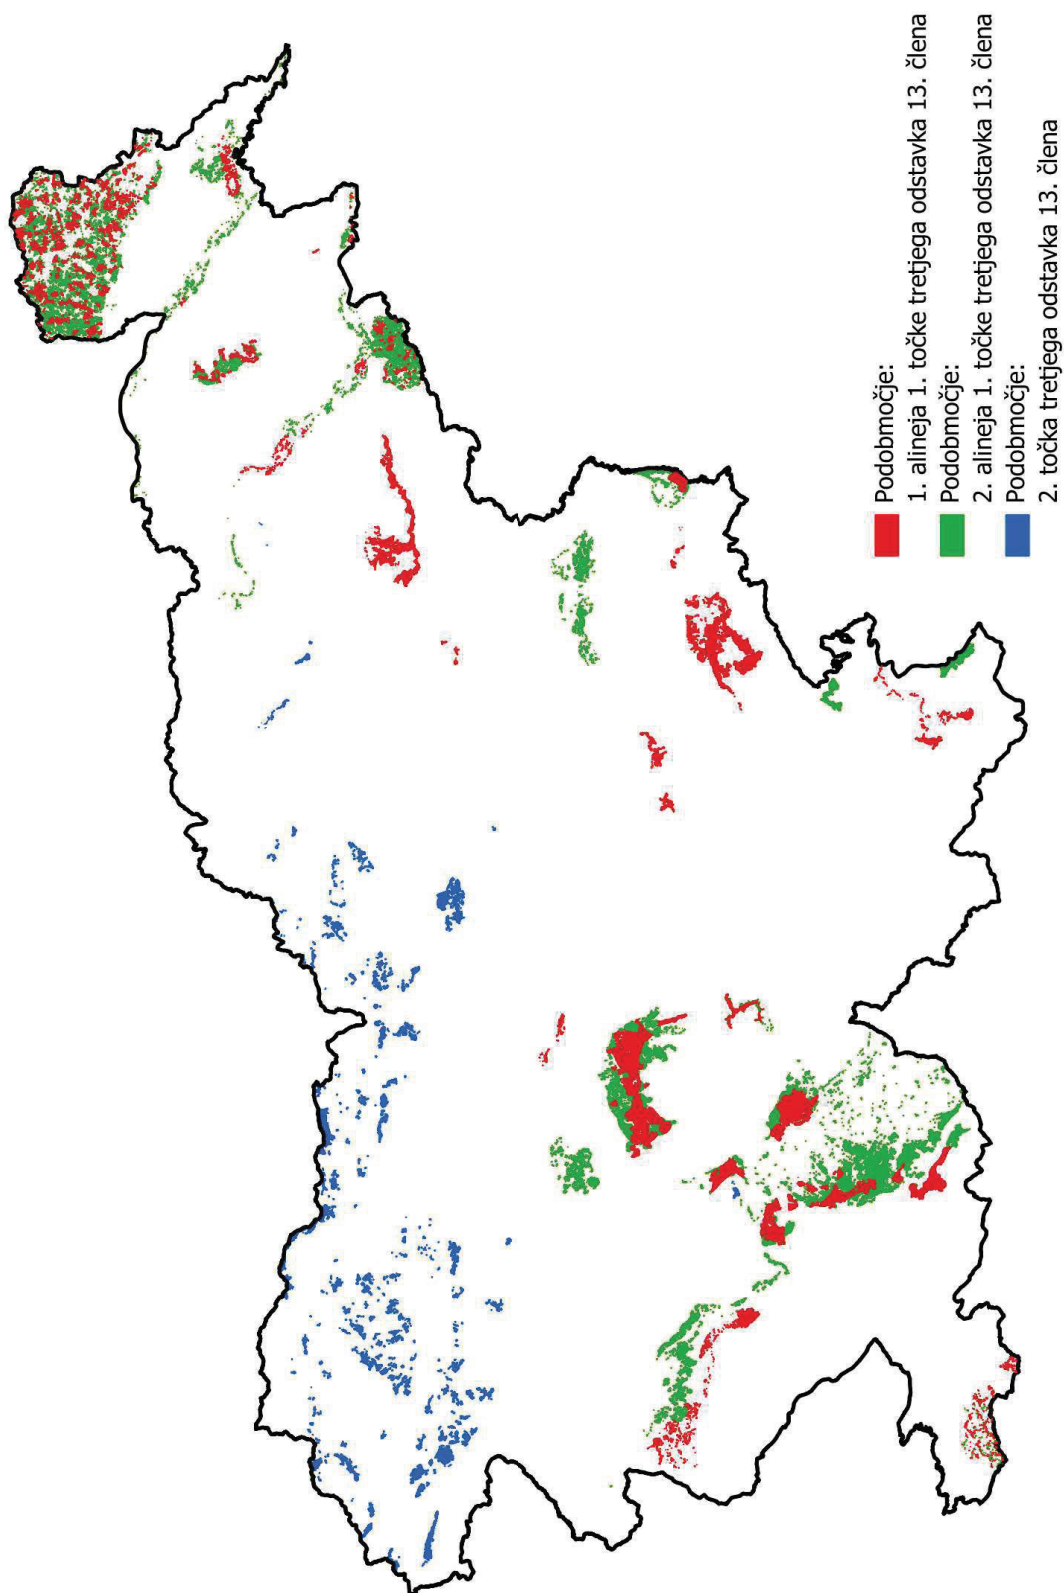 Podobmočje:
1. alineja 1. točke tretjega odstavka 13. člena
Podobmočje:
2. alineja 1. točke tretjega odstavka 13. člena
Podobmočje:
2. točka tretjega odstavka 13. člena